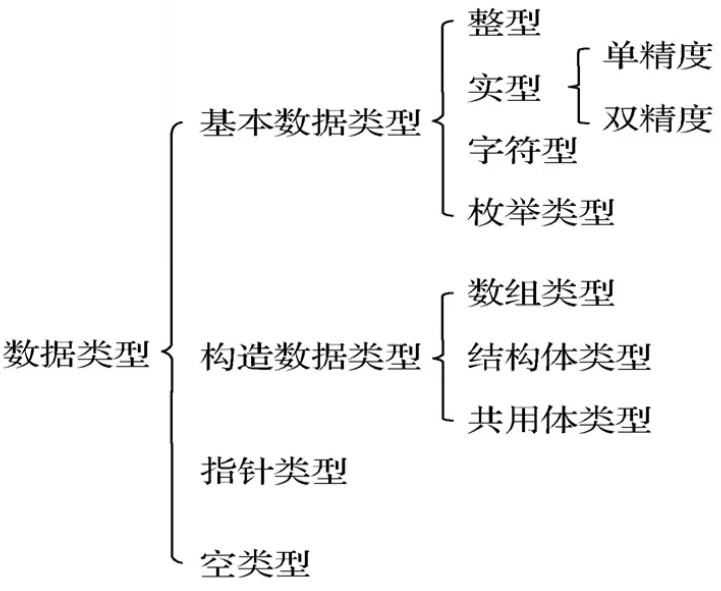 整型
单精度
实型
双精度
基本数据类型
字符型
枚举类型
数组类型
数据类型
构造数据类型
结构体类型
共用体类型
指针类型
空类型